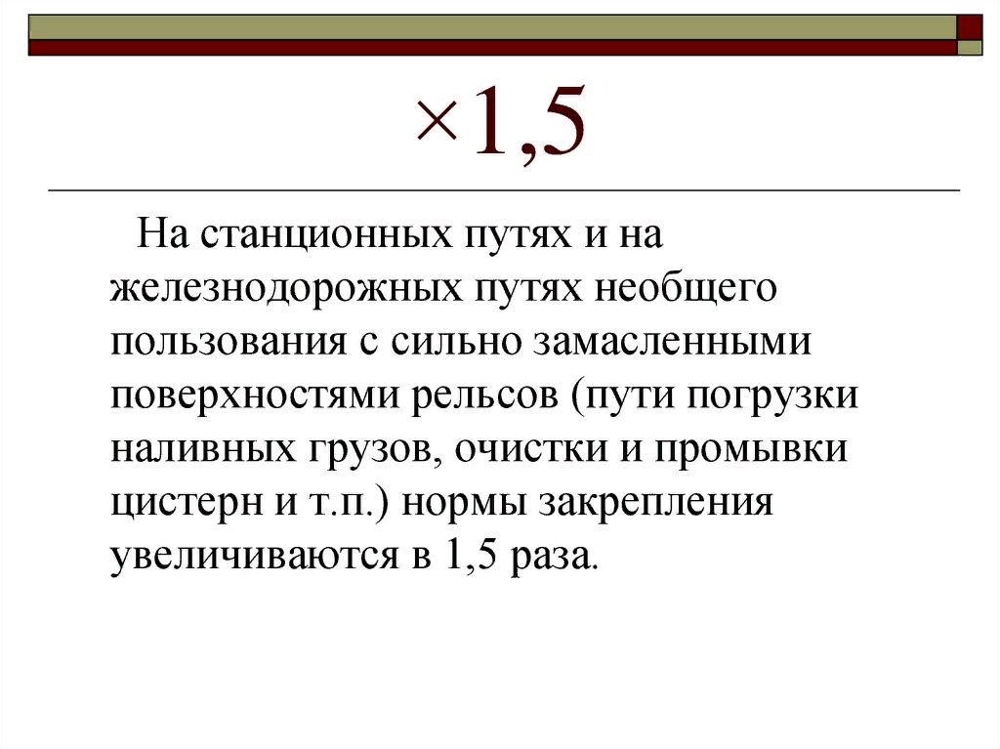 ×1,5
На станционных путях и на
железнодорожных путях необщего
пользования с сильно замасленными
поверхностями рельсов (пути погрузки
наливных грузов, очистки и промывки
цистерн и т.п.) нормы закрепления
увеличиваются в 1,5 раза.